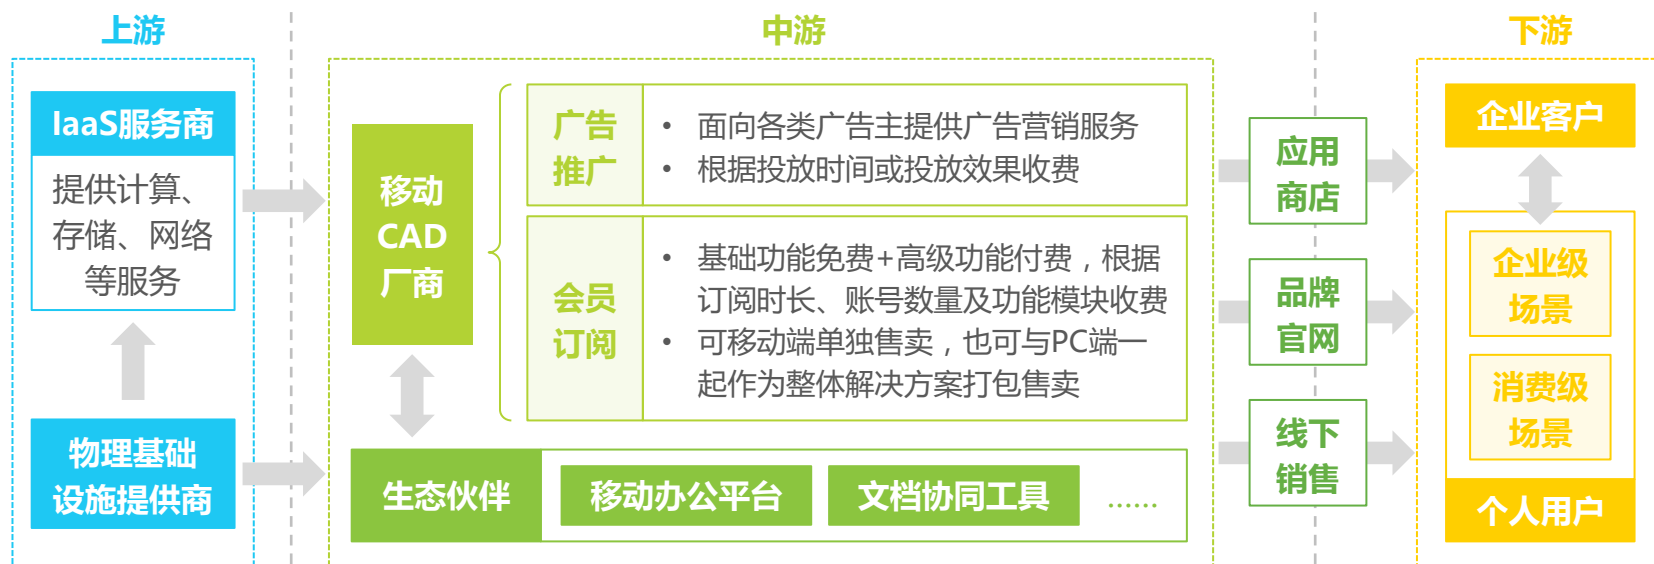 上游
IaaS服务商
提供计算、
存储、网络
等服务
物理基础
设施提供商
中游
移动
CAD
厂商
广告
推广
• 面向各类广告主提供广告营销服务
• 根据投放时间或投放效果收费
会员
订阅
• 基础功能免费+高级功能付费，根据
订阅时长、账号数量及功能模块收费
• 可移动端单独售卖，也可与PC端一
起作为整体解决方案打包售卖
生态伙伴
移动办公平台
文档协同工具
……
应用
商店
品牌
官网
线下
销售
下游
企业客户
企业级
场景
消费级
场景
个人用户